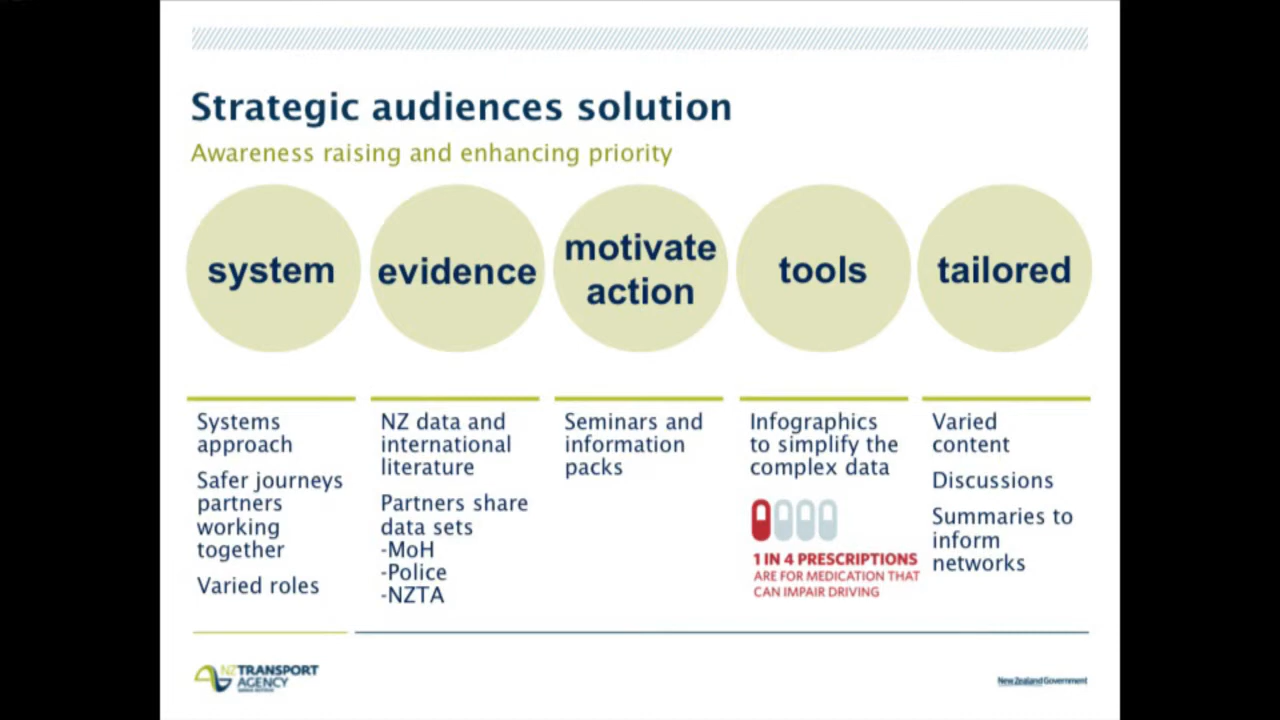 Strategic audiences solution
Awareness raising and enhancing priority
system
evidence
motivate
action
tools
tailored
Systems
approach
Safer journeys
partners
working
together
Varied roles
NZ data and
international
literature
Partners share
data sets
-MoH
-Police
-NZTA
Seminars and
information
packs
Infographics
to simplify the
complex data
1 IN 4 PRESCRIPTIONS
ARE FOR MEDICATION THAT
CAN IMPAIR DRIVING
Varied
content
Discussions
Summaries to
inform
networks
NZTRANSPORT
AGENCY
New Zealand Government